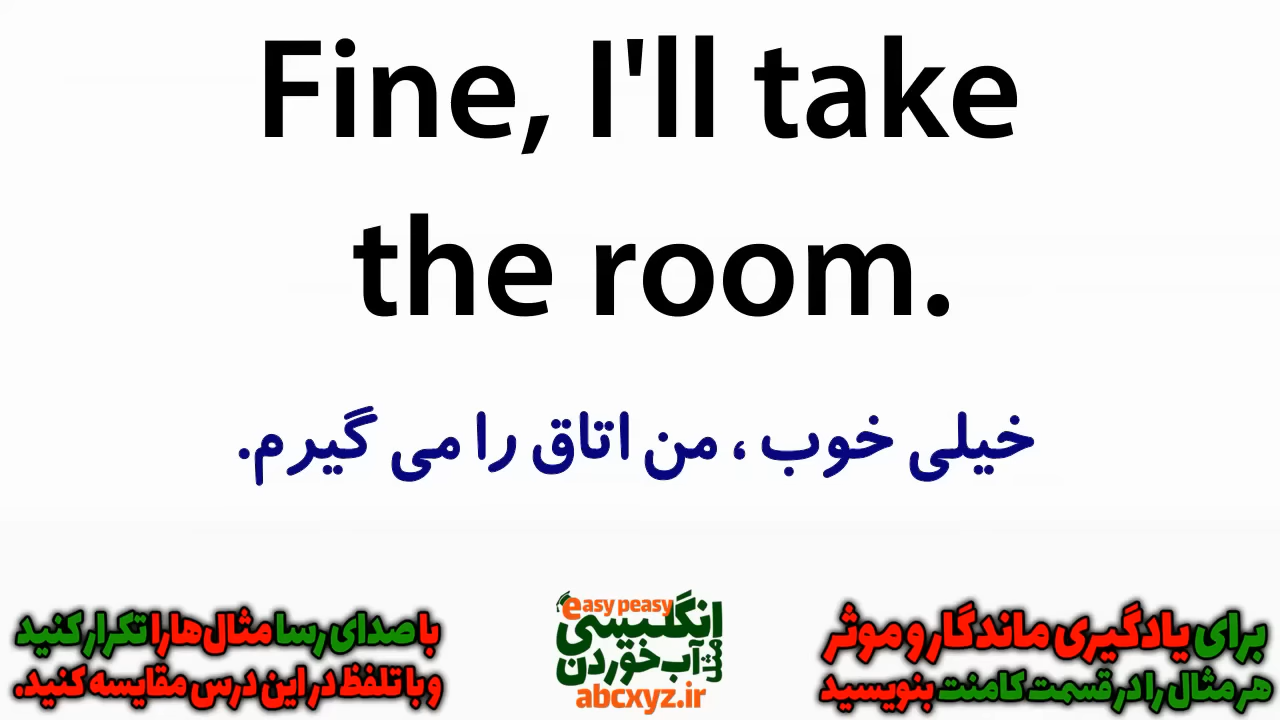 Fine, I'll take
the room.
خیلی خوب ، من اتاق را می گیرم.
برای یادگیری ماندگار و موثر
هر مثال را در قسمت کامنت بنویسید
easy peasy
انگلیسی
مثل آب خوردن
abcxyz.ir
با صدای رسا مثال‌ها را تکرار کنید
و با تلفظ در این درس مقایسه کنید.